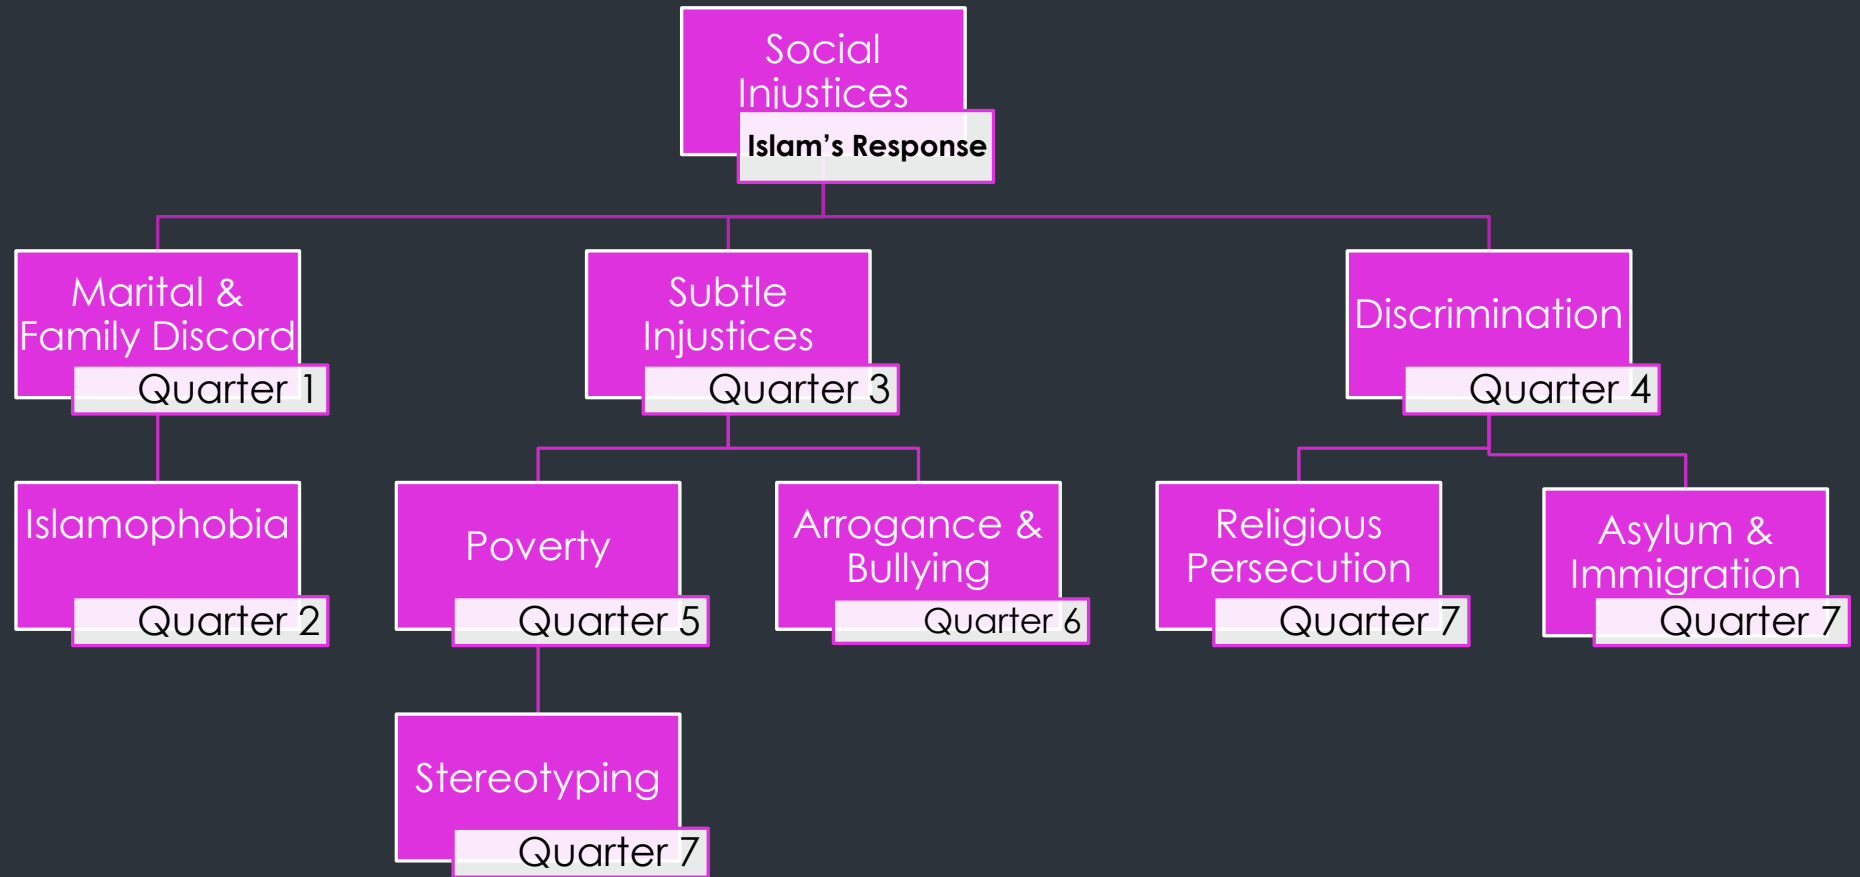 Social
Injustices
Islam’s Response
Marital &
Family Discord
Quarter 1
Subtle
Injustices
Quarter 3
Discrimination
Quarter 4
Islamophobia
Quarter 2
Poverty
Quarter 5
Arrogance &
Bullying
Quarter 6
Religious
Persecution
Quarter 7
Asylum &
Immigration
Quarter 7
Stereotyping
Quarter 7